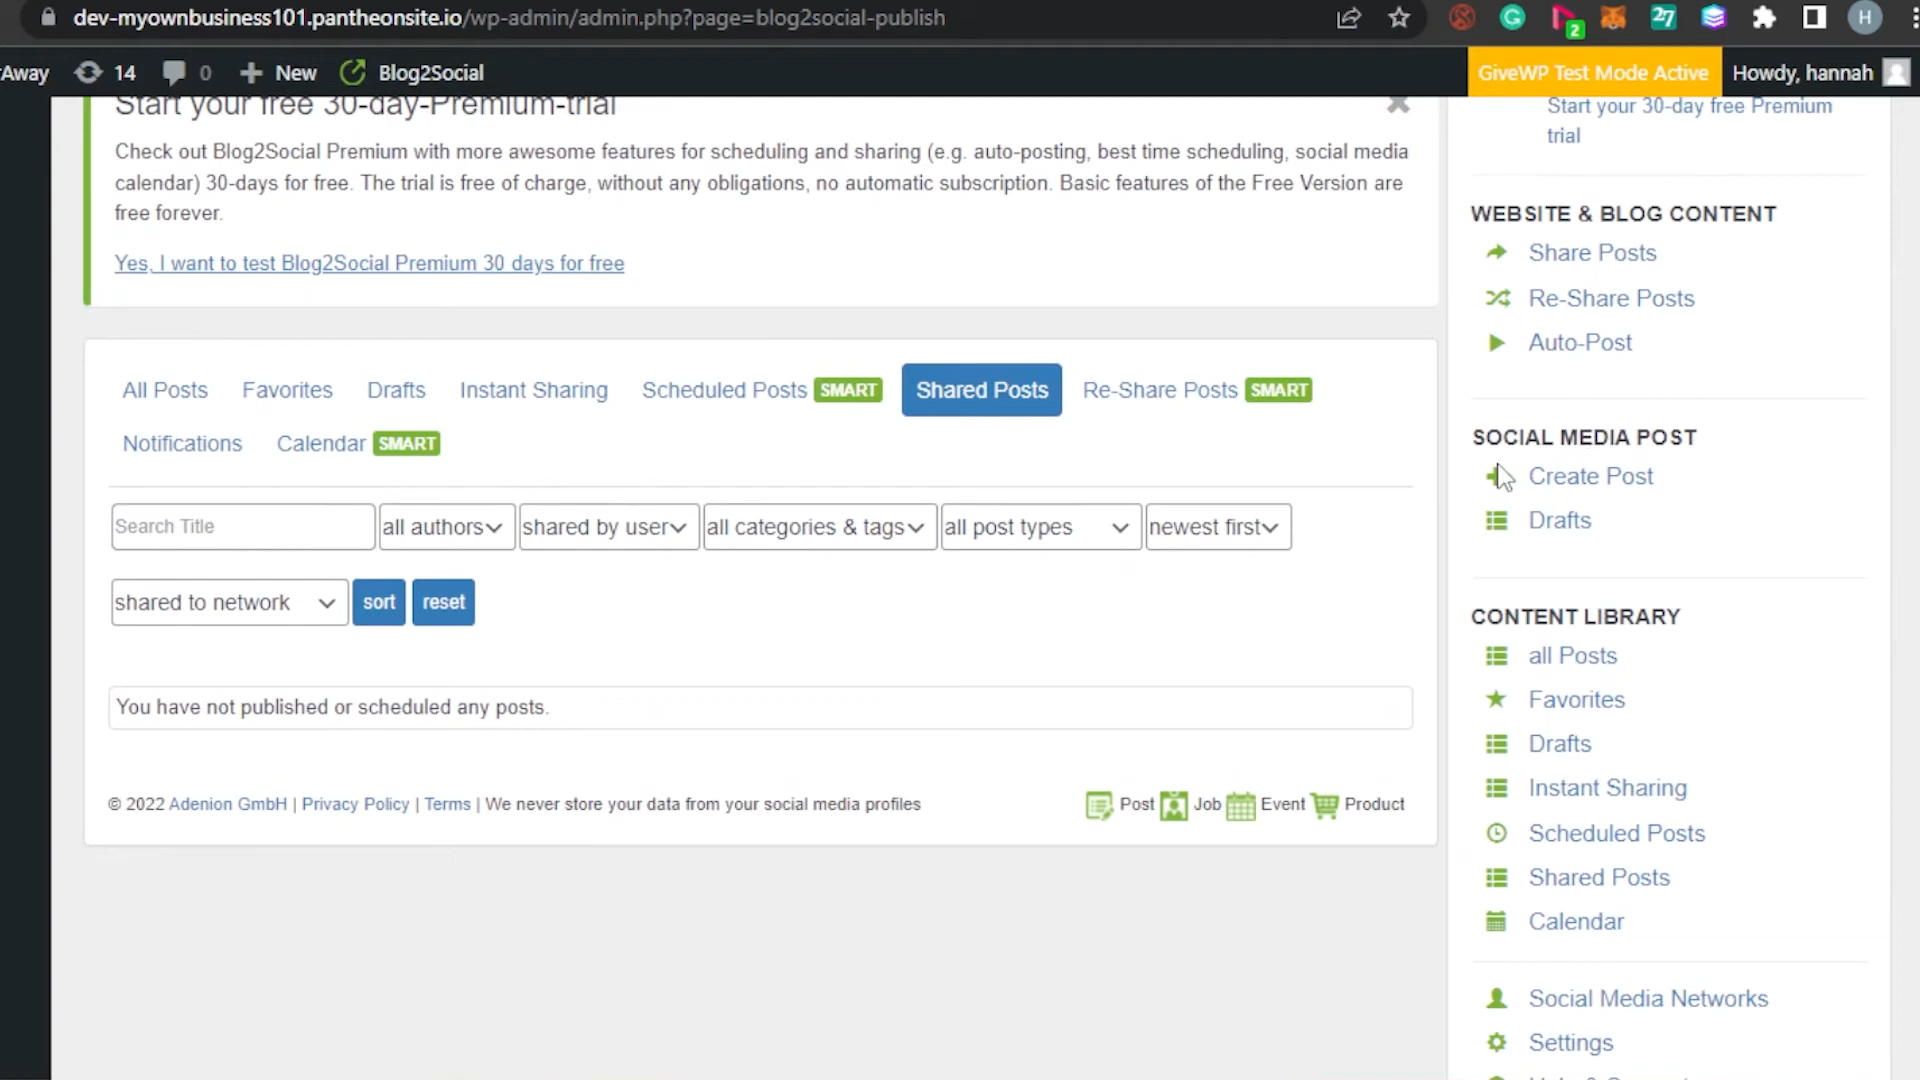 dev-myownbusiness101.pantheonsite.io/wp-admin/admin.php?page=blog2social-publish
27
2
H
Away 14 0 New Blog2Social GiveWP Test Mode Active Howdy, hannah
Start your free 30-day-Premium-trial
Check out Blog2Social Premium with more awesome features for scheduling and sharing (e.g. auto-posting, best time scheduling, social media
calendar) 30-days for free. The trial is free of charge, without any obligations, no automatic subscription. Basic features of the Free Version are
free forever.
Yes, I want to test Blog2Social Premium 30 days for free
All Posts Favorites Drafts Instant Sharing Scheduled Posts SMART Shared Posts Re-Share Posts SMART
Notifications Calendar SMART
Search Title all authors shared by user all categories & tags all post types newest first
shared to network sort reset
You have not published or scheduled any posts.
© 2022 Adenion GmbH | Privacy Policy | Terms | We never store your data from your social media profiles Post Job Event Product
Start your 30-day free Premium
trial
WEBSITE & BLOG CONTENT
Share Posts
Re-Share Posts
Auto-Post
SOCIAL MEDIA POST
Create Post
Drafts
CONTENT LIBRARY
all Posts
Favorites
Drafts
Instant Sharing
Scheduled Posts
Shared Posts
Calendar
Social Media Networks
Settings